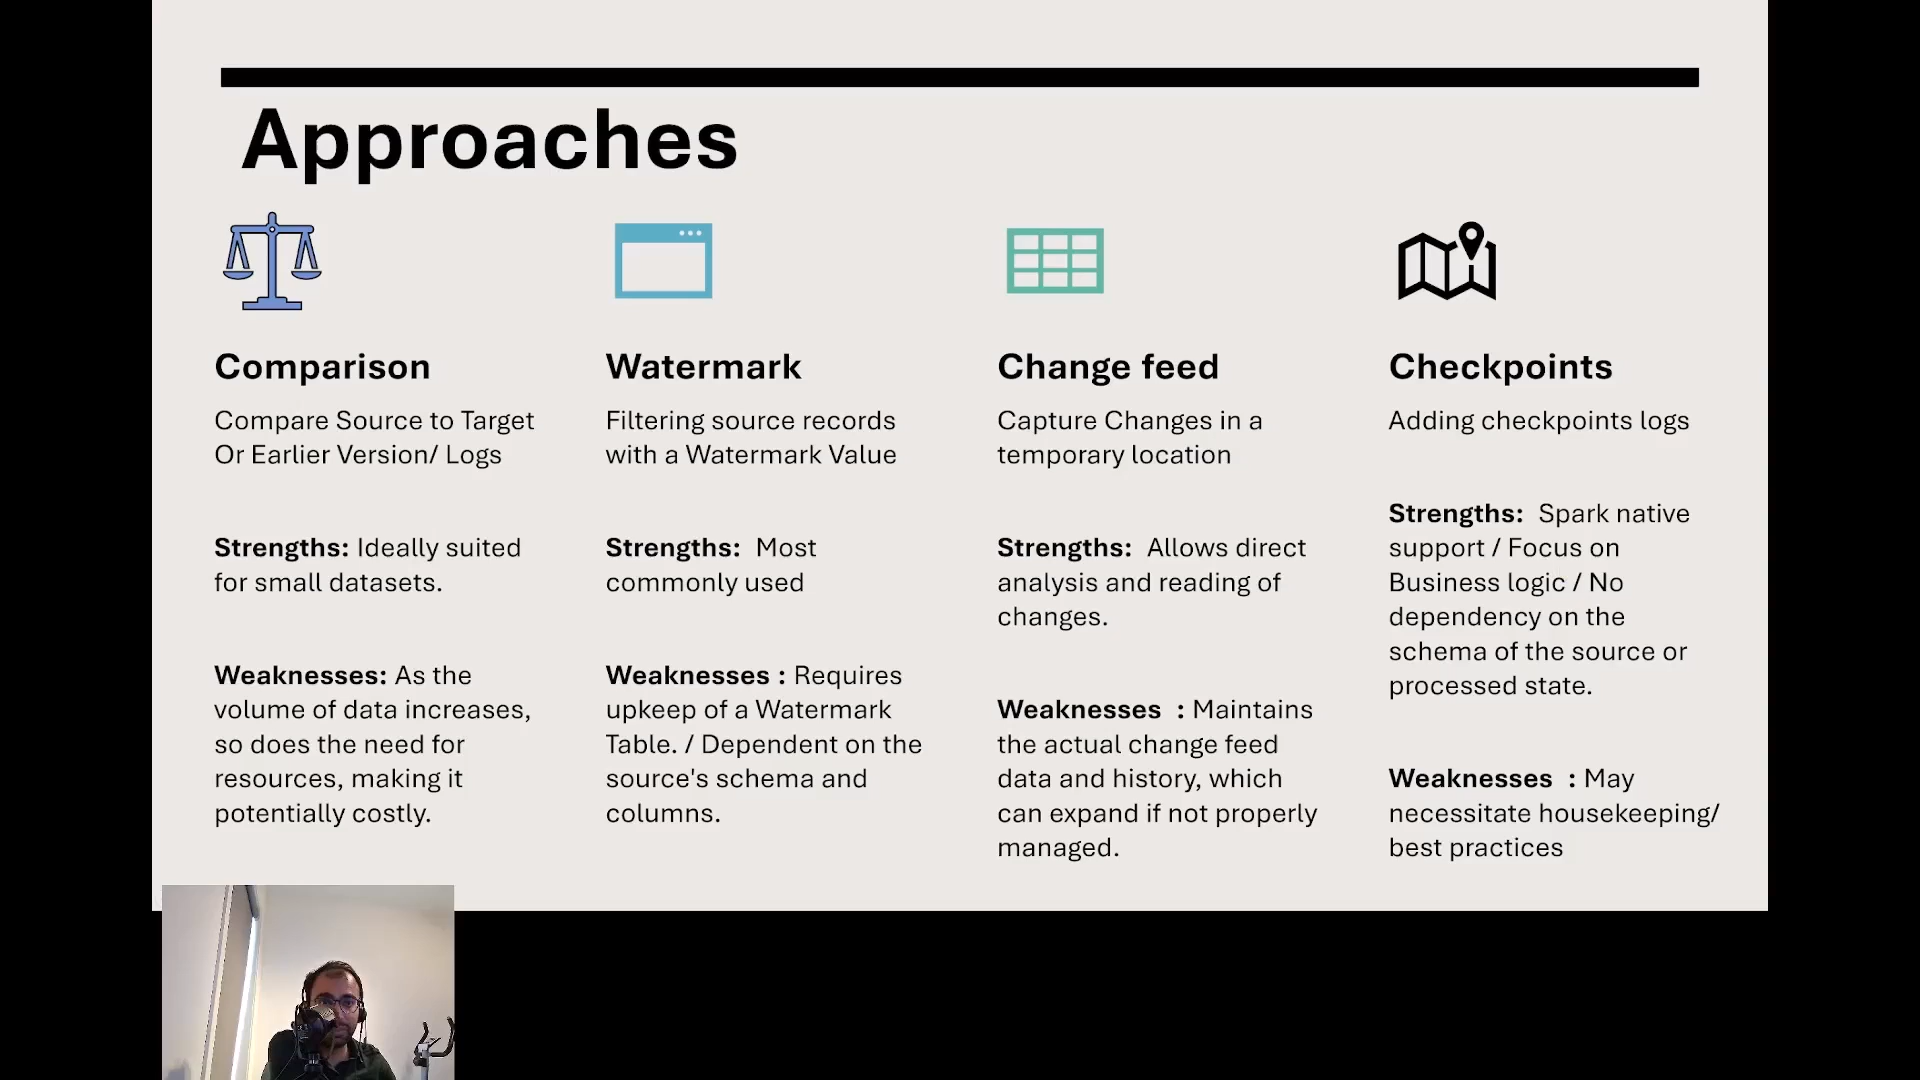 Approaches
Comparison
Compare Source to Target
Or Earlier Version/ Logs
Strengths: Ideally suited
for small datasets.
Weaknesses: As the
volume of data increases,
so does the need for
resources, making it
potentially costly.
Watermark
Filtering source records
with a Watermark Value
Strengths: Most
commonly used
Weaknesses : Requires
upkeep of a Watermark
Table. / Dependent on the
source's schema and
columns.
Change feed
Capture Changes in a
temporary location
Strengths: Allows direct
analysis and reading of
changes.
Weaknesses : Maintains
the actual change feed
data and history, which
can expand if not properly
managed.
Checkpoints
Adding checkpoints logs
Strengths: Spark native
support / Focus on
Business logic / No
dependency on the
schema of the source or
processed state.
Weaknesses : May
necessitate housekeeping/
best practices